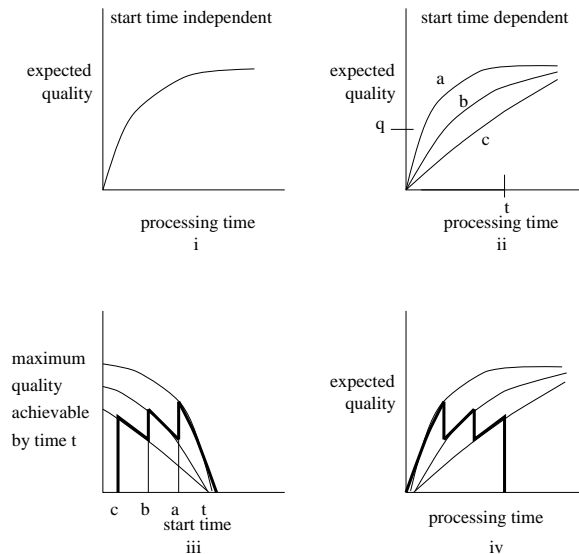 start time independent
expected
quality
processing time
i
start time dependent
expected
quality
a
b
c
q
t
processing time
ii
maximum
quality
achievable
by time t
c b a t
start time
iii
expected
quality
processing time
iv